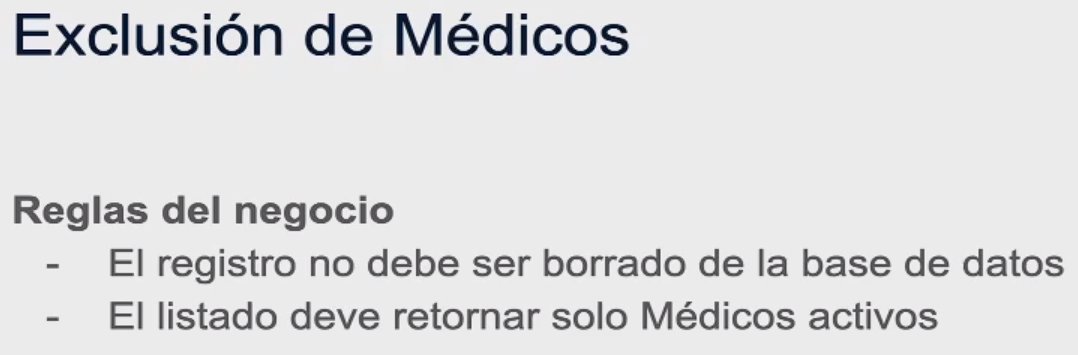 Exclusión de Médicos
Reglas del negocio
- El registro no debe ser borrado de la base de datos
- El listado deve retornar solo Médicos activos